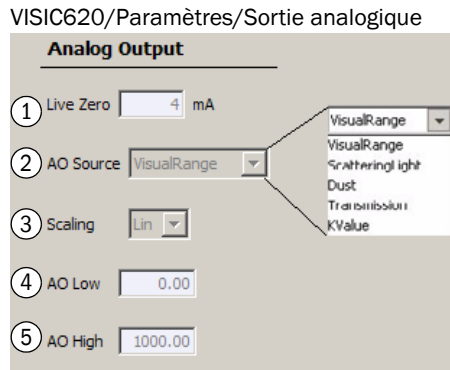 VISIC620/Paramètres/Sortie analogique
Analog Output
1 Live Zero 4 mA
2 AO Source VisualRange
VisualRange
VisualRange
ScatteringLight
Dust
Transmission
KValue
3 Scaling Lin
4 AO Low 0.00
5 AO High 1000.00